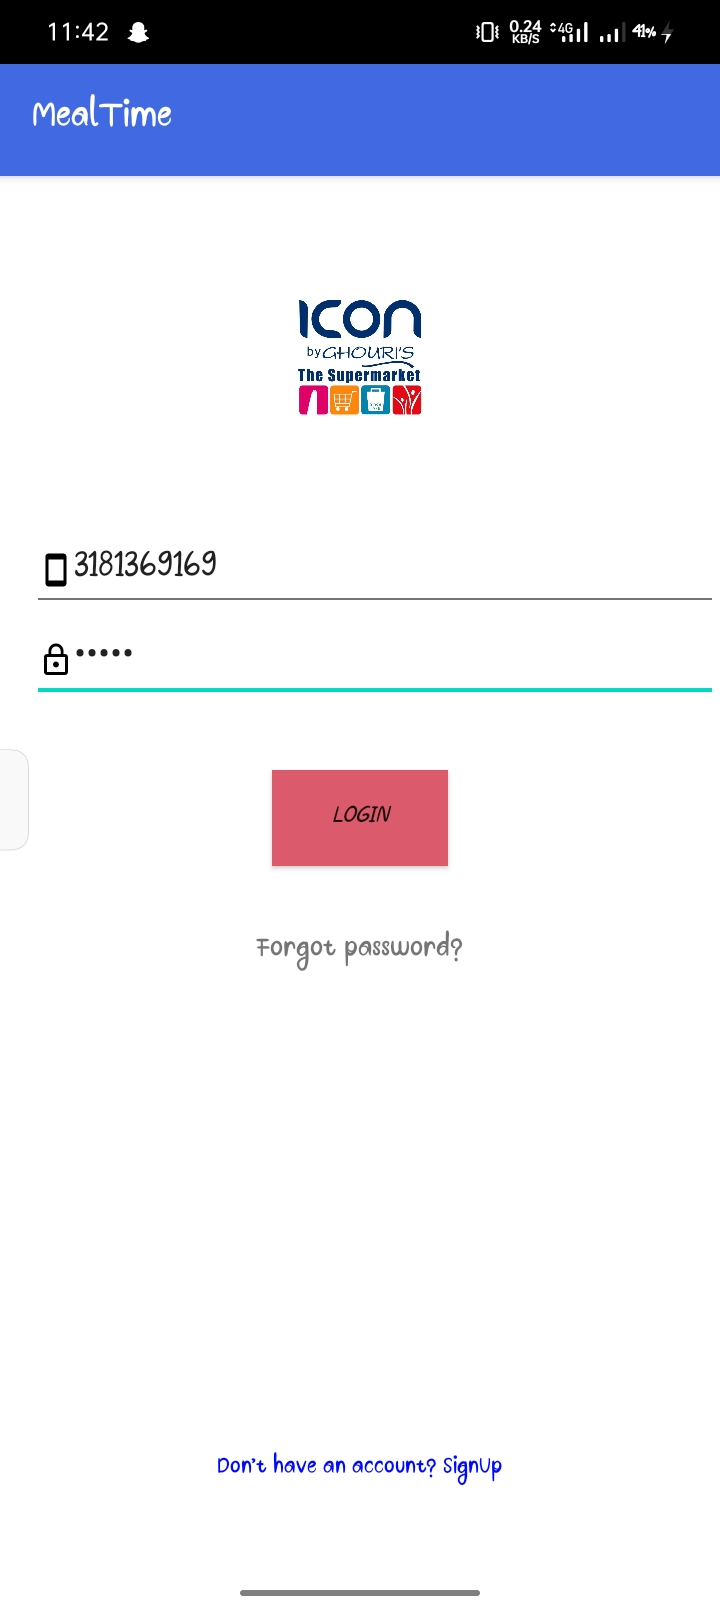 11:42 0.24 KB/S 4G 41%
MealTime
ICON
by GHOURI'S
The Supermarket
3181369169
•••••
LOGIN
Forgot password?
Don't have an account? SignUp